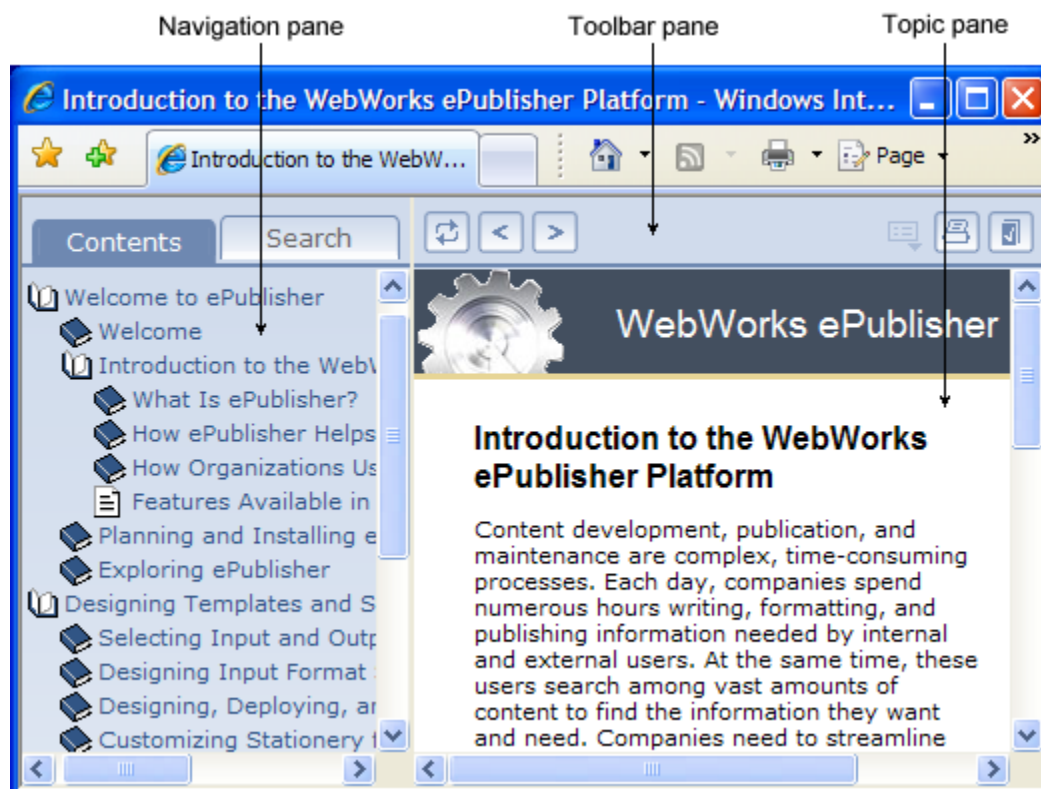 Navigation pane
Toolbar pane
Topic pane
Introduction to the WebWorks ePublisher Platform - Windows Int...
Introduction to the WebW...
Page
Contents
Search
Welcome to ePublisher
Welcome
Introduction to the Web
What Is ePublisher?
How ePublisher Helps
How Organizations Us
Features Available in
Planning and Installing e
Exploring ePublisher
Designing Templates and S
Selecting Input and Outp
Designing Input Format
Designing, Deploying, an
Customizing Stationery f
WebWorks ePublisher
Introduction to the WebWorks
ePublisher Platform
Content development, publication, and
maintenance are complex, time-consuming
processes. Each day, companies spend
numerous hours writing, formatting, and
publishing information needed by internal
and external users. At the same time, these
users search among vast amounts of
content to find the information they want
and need. Companies need to streamline